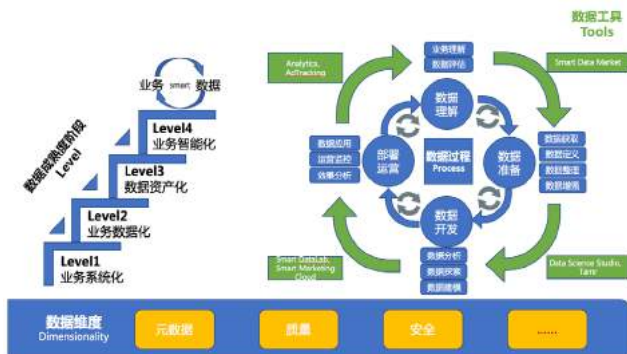 数据工具
Tools
业务
smart
数据
数据成熟度阶段
Level
Level4
业务智能化
Level3
数据资产化
Level2
业务数据化
Level1
业务系统化
Analytics,
AdTracking
业务理解
数据评估
Smart Data Market
数据
理解
数据应用
运营监控
效果分析
部署
运营
数据过程
Process
数据
准备
数据获取
数据定义
数据整理
数据增强
数据
开发
Smart DataLab,
Smart Marketing
Cloud
数据分析
数据探索
数据建模
Data Science Studio,
Tamr
数据维度
Dimensionality
元数据
质量
安全
......